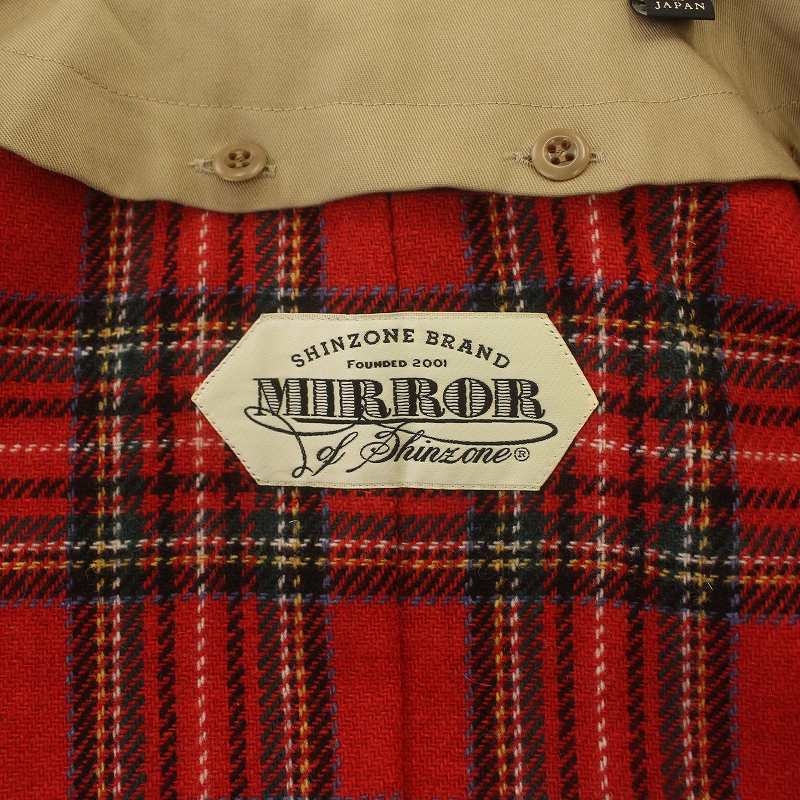 JAPAN
SHINZONE BRAND
FOUNDED 2001
MIRROR
of Shinzone®